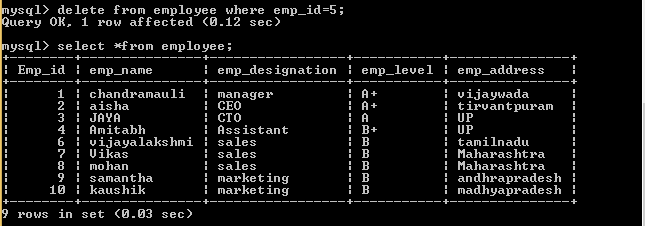 mysql> delete from employee where emp_id=5;
Query OK, 1 row affected (0.12 sec)
mysql> select *from employee;
+--------+---------------+-----------------+-----------+---------------+
| Emp_id | emp_name      | emp_designation | emp_level | emp_address   |
+--------+---------------+-----------------+-----------+---------------+
|      1 | chandramauli  | manager         | A+        | vijaywada     |
|      2 | aisha         | CEO             | A+        | tirvantpuram  |
|      3 | JAYA          | CTO             | A         | UP            |
|      4 | Amitabh       | Assistant       | B+        | UP            |
|      6 | vijayalakshmi | sales           | B         | tamilnadu     |
|      7 | Vikas         | sales           | B         | Maharashtra   |
|      8 | mohan         | sales           | B         | Maharashtra   |
|      9 | samantha      | marketing       | B         | andhrapradesh |
|     10 | kaushik       | marketing       | B         | madhyapradesh |
+--------+---------------+-----------------+-----------+---------------+
9 rows in set (0.03 sec)